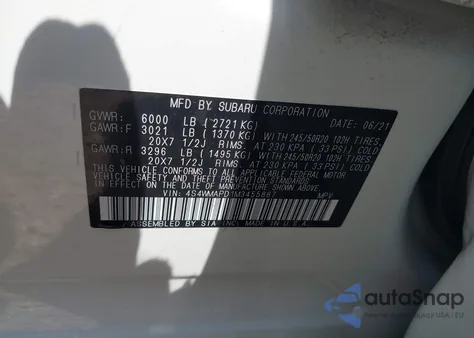 MFD BY SUBARU CORPORATION
GVWR: 6000 LB ( 2721 KG) DATE: 06/21
GAWR:F 3021 LB ( 1370 KG) WITH 245/50R20 102H TIRES,
20X7 1/2J RIMS AT 230 KPA ( 33 PSI) COLD
GAWR:R 3296 LB ( 1495 KG) WITH 245/50R20 102H TIRES,
20X7 1/2J RIMS AT 230 KPA ( 33 PSI) COLD
THIS VEHICLE CONFORMS TO ALL APPLICABLE FEDERAL MOTOR
VEHICLE SAFETY AND THEFT PREVENTION STANDARDS IN
EFFECT ON THE DATE OF MANUFACTURE SHOWN ABOVE.
VIN: MPV
ASSEMBLED BY SIA IN U.S.A.
autoSnap